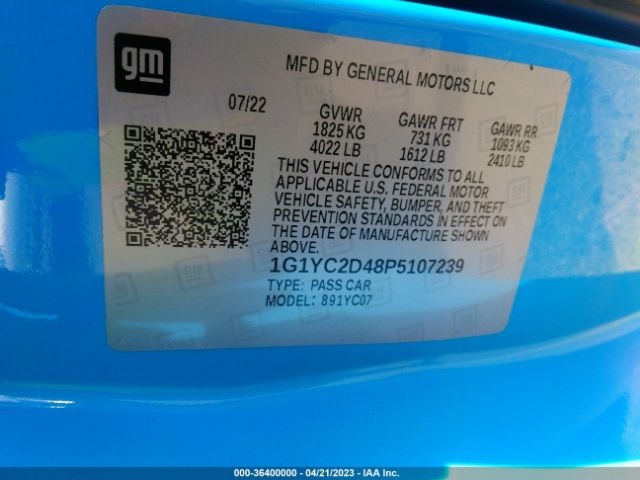 gm
MFD BY GENERAL MOTORS LLC
07/22
GVWR GAWR FRT GAWR RR
1825 KG 731 KG 1093 KG
4022 LB 1612 LB 2410 LB
THIS VEHICLE CONFORMS TO ALL
APPLICABLE U.S. FEDERAL MOTOR
VEHICLE SAFETY, BUMPER, AND THEFT
PREVENTION STANDARDS IN EFFECT ON
THE DATE OF MANUFACTURE SHOWN
ABOVE.
1G1YC2D48P5107239
TYPE: PASS CAR
MODEL: 891YC07
000-36400000 - 04/21/2023 - IAA Inc.